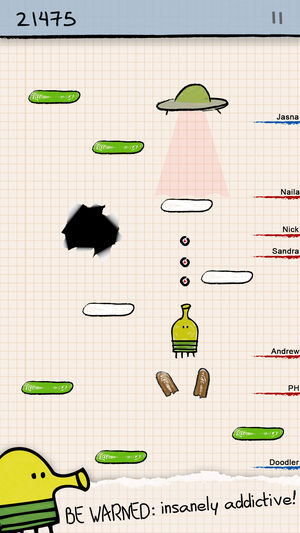 21475
Jasna
Naila
Nick
Sandra
Andrew
PH
Doodler
BE WARNED: insanely addictive!